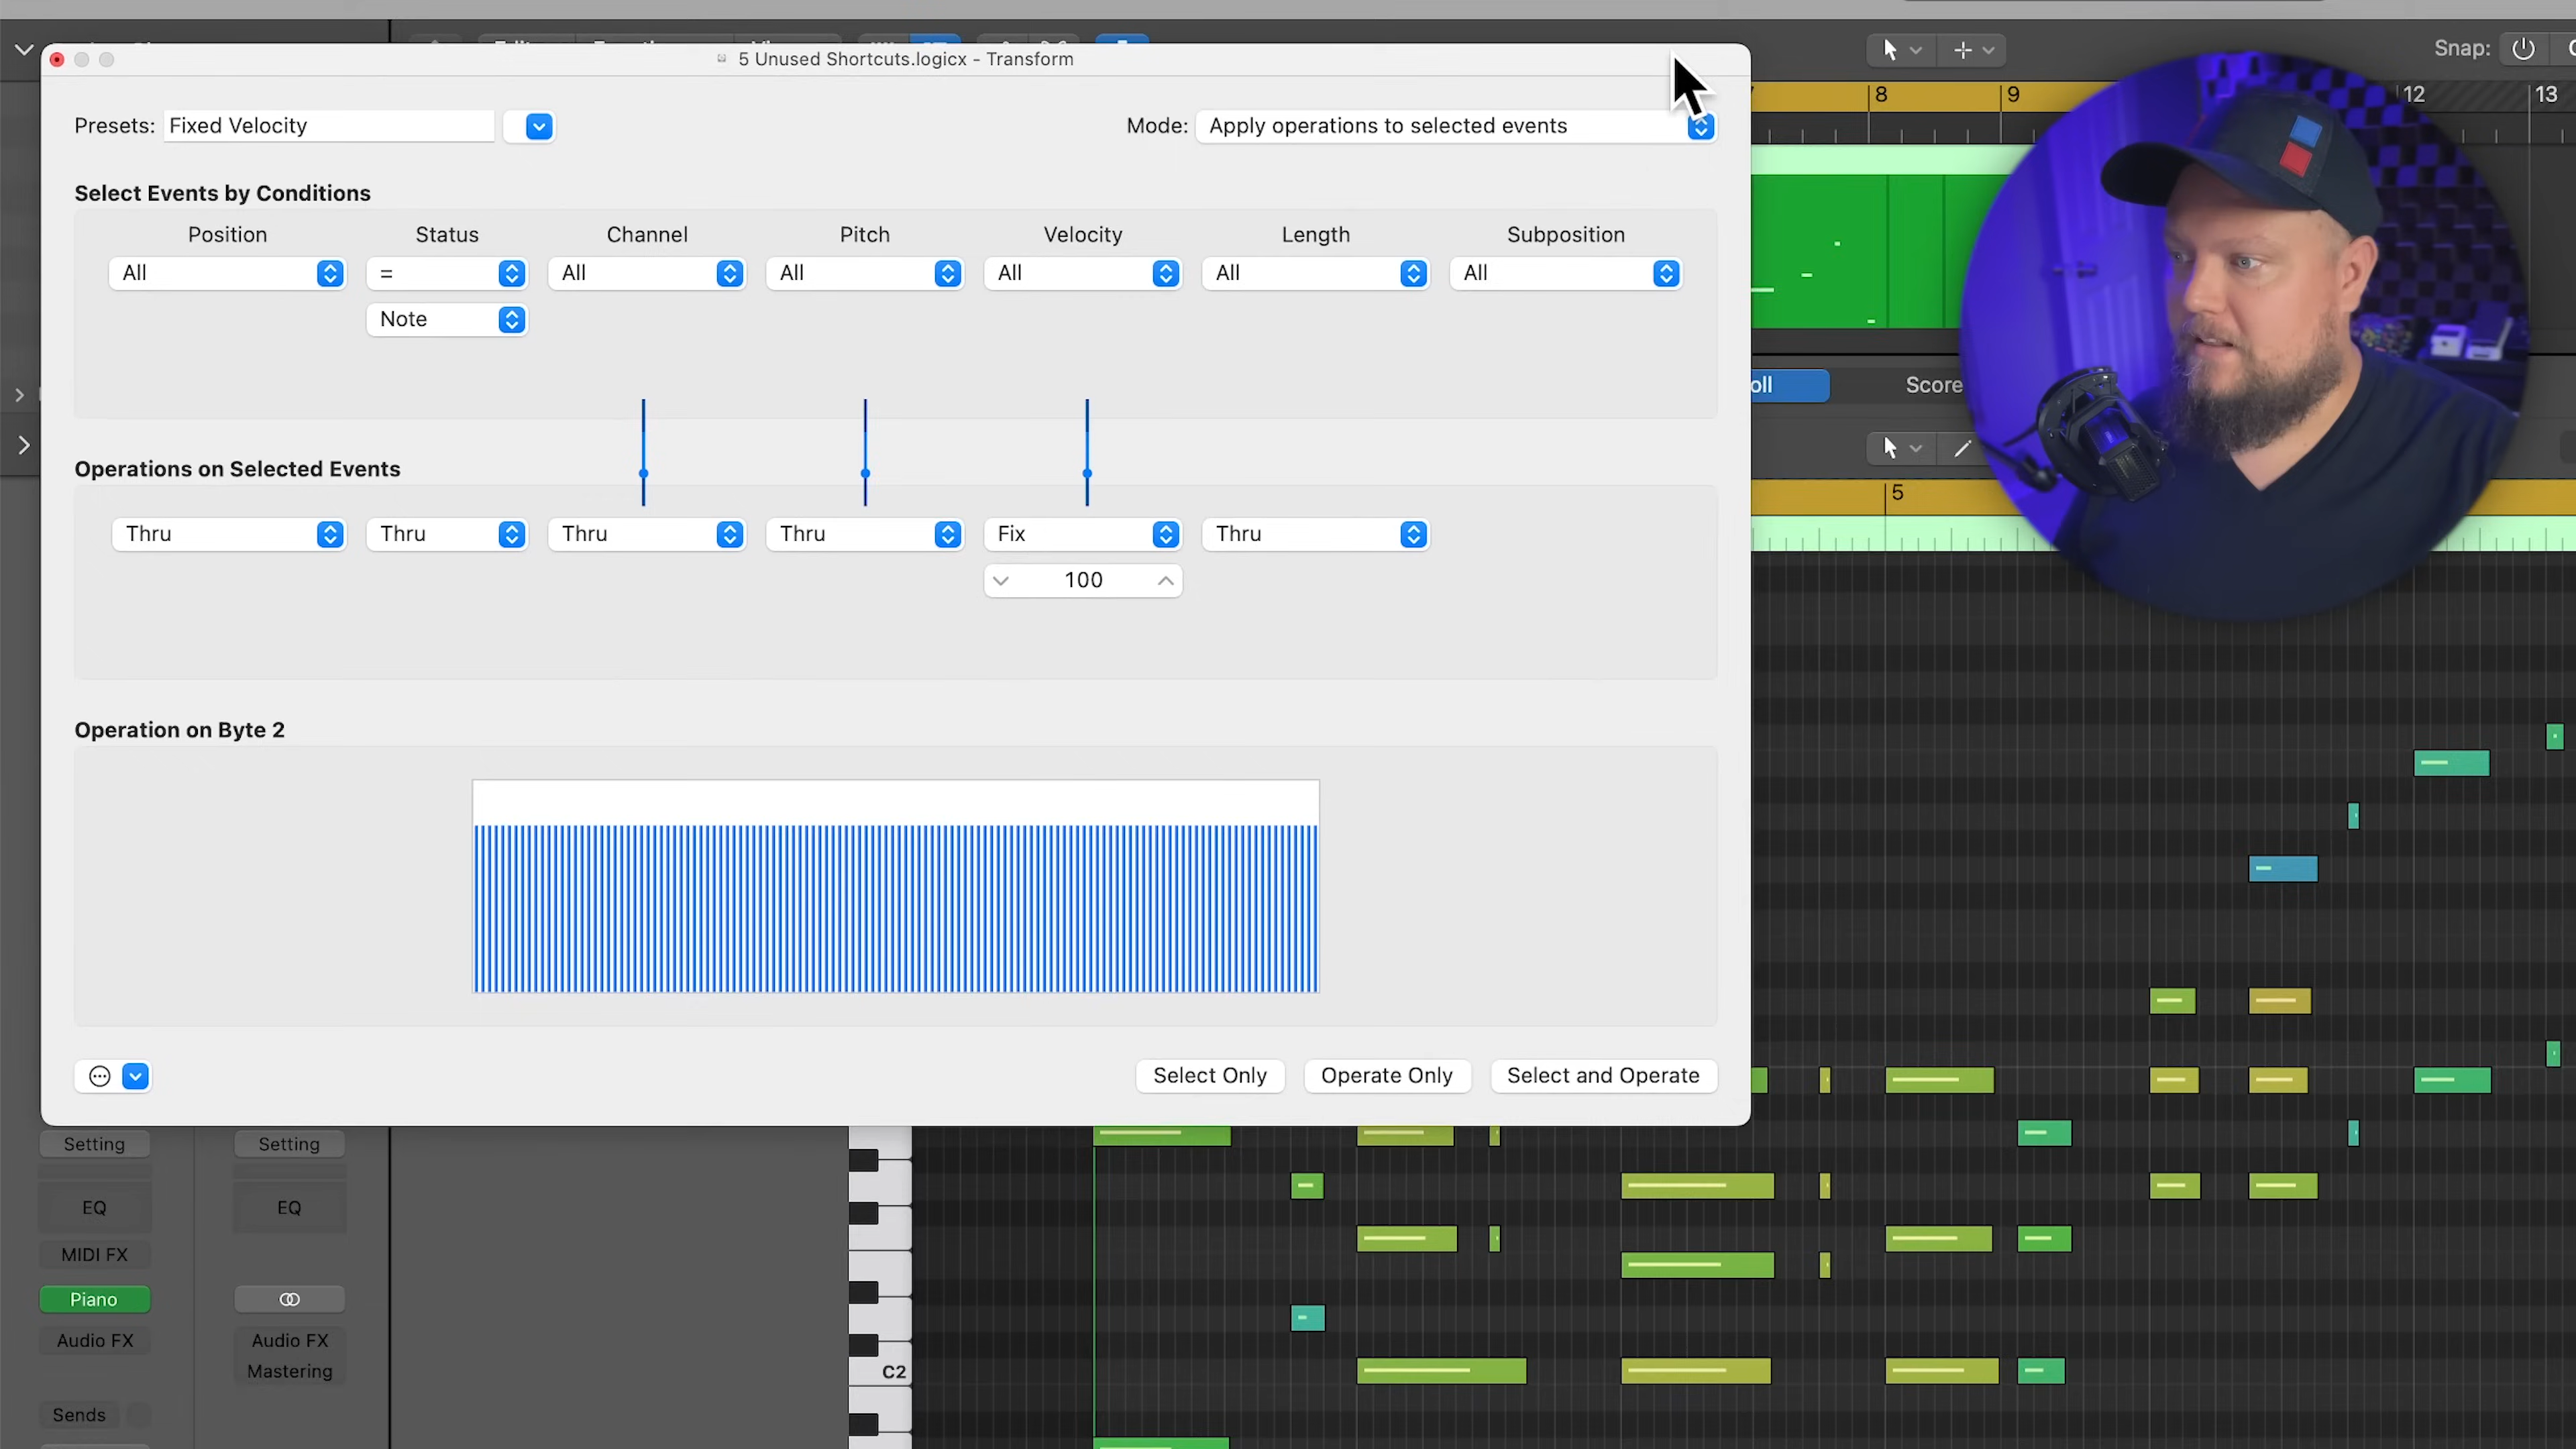 5 Unused Shortcuts.logicx - Transform
Snap:
Presets: Fixed Velocity
Mode: Apply operations to selected events
8 9 12 13
Select Events by Conditions
Position Status Channel Pitch Velocity Length Subposition
All = All All All All All
Note
oll Score
Operations on Selected Events
5
Thru Thru Thru Thru Fix Thru
100
Operation on Byte 2
Select Only Operate Only Select and Operate
Setting Setting
EQ EQ
MIDI FX
Piano
Audio FX Audio FX
Mastering
C2
Sends